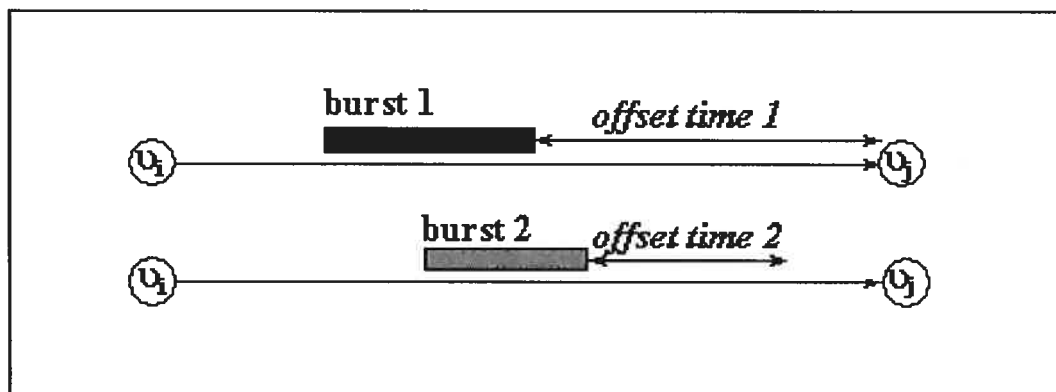 burst 1
offset time 1
υi
υj
burst 2
offset time 2
υi
υj